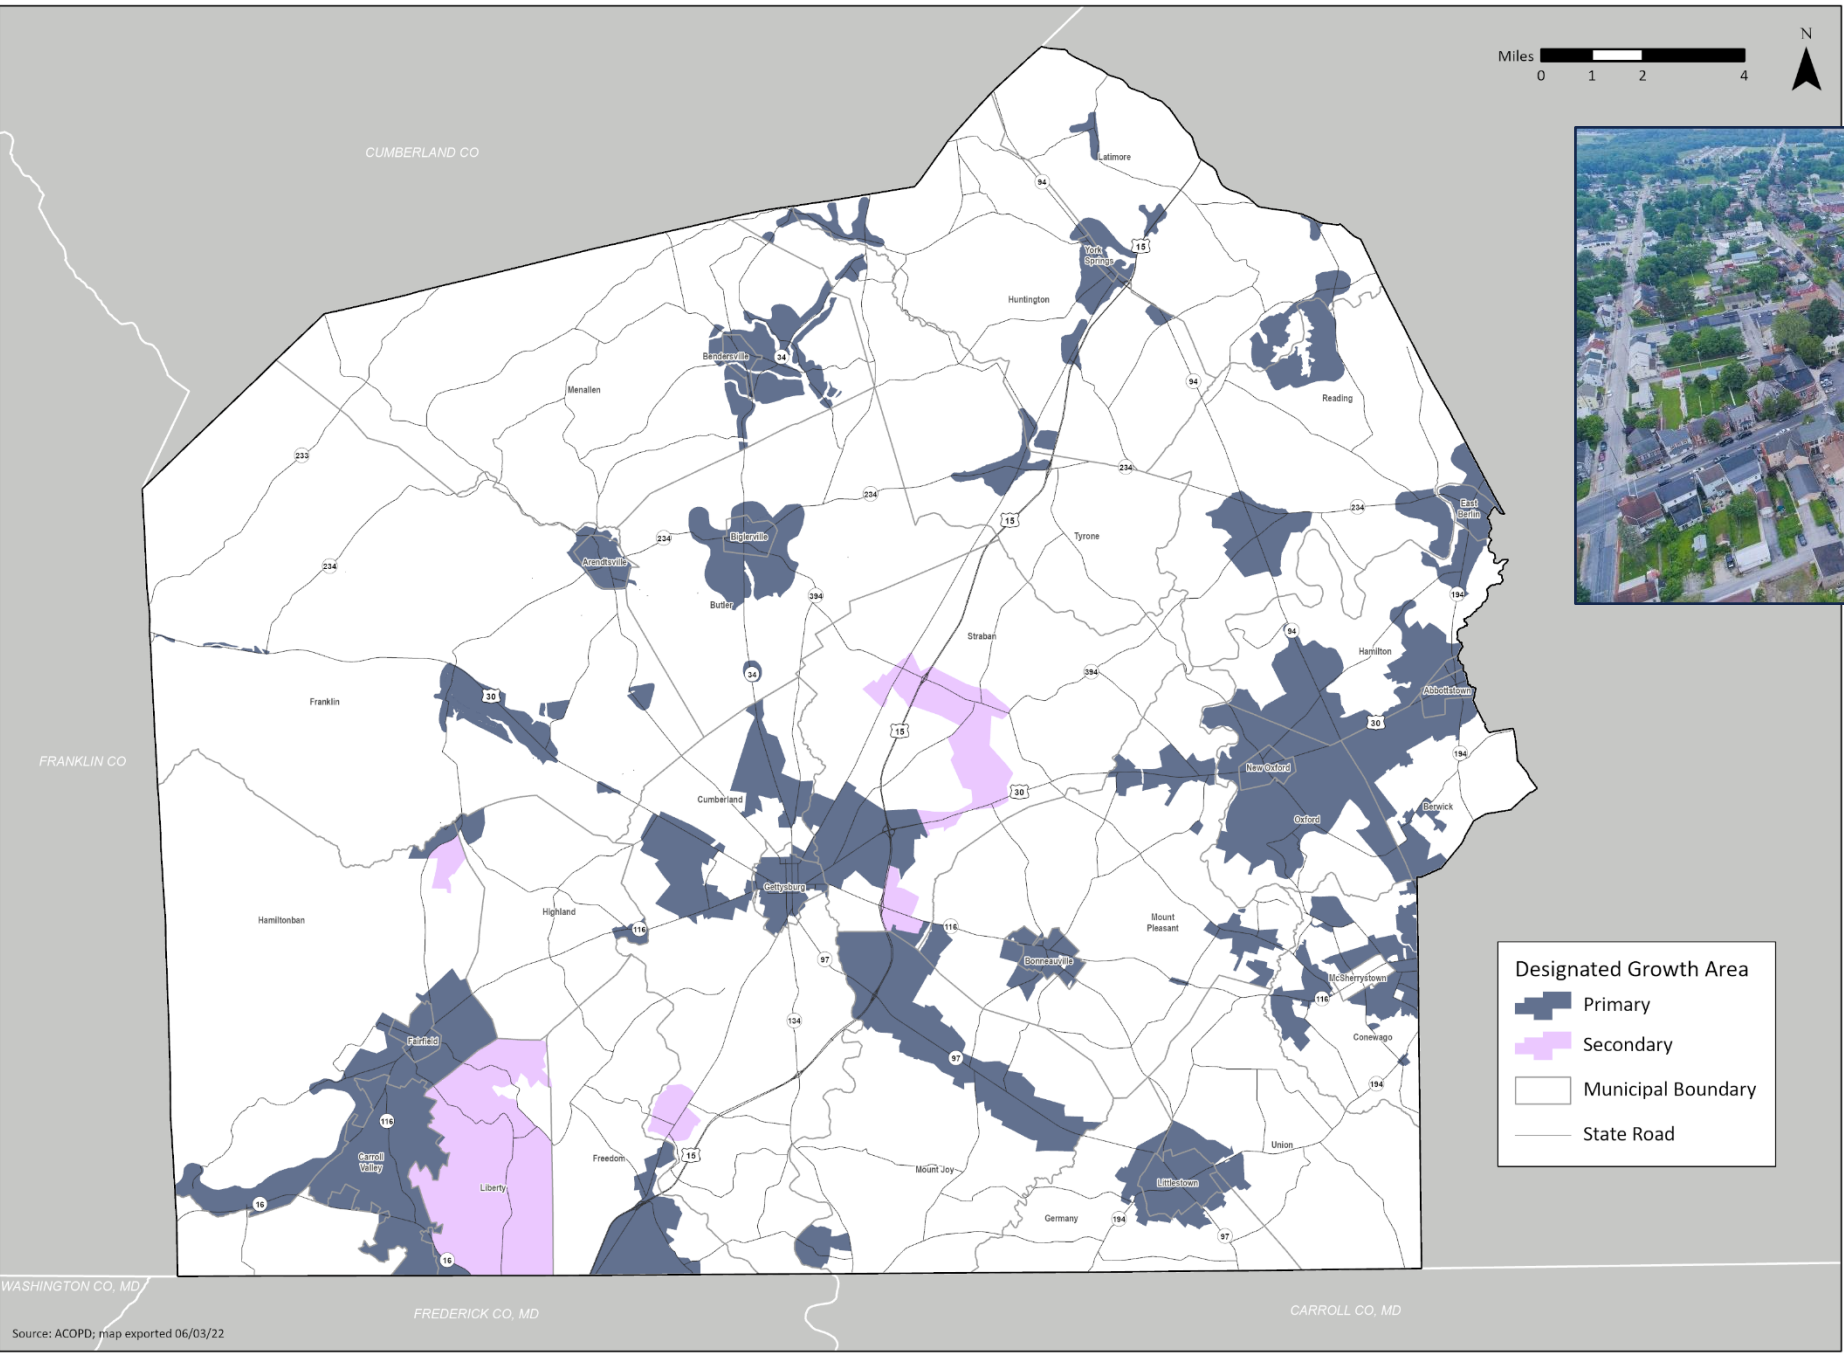 N
Miles
0 1 2 4
CUMBERLAND CO
Latimore
94
York
Springs
15
Huntington
Bendersville
34
Menallen
94
Reading
233
234
234
234
East
Berlin
15
Biglerville
234
Tyrone
Arendtsville
234
394
194
Butler
94
Straban
Hamilton
34
394
Abbottstown
30
Franklin
30
15
194
FRANKLIN CO
New Oxford
30
Cumberland
Berwick
Oxford
Gettysburg
Highland
Hamiltonban
Mount
Pleasant
116
116
97
Bonneauville
McSherrystown
116
134
Conewago
Fairfield
97
194
116
Union
15
Freedom
Carroll
Valley
Mount Joy
Liberty
Littlestown
16
Germany
194
97
16
Designated Growth Area
Primary
Secondary
Municipal Boundary
State Road
WASHINGTON CO, MD
FREDERICK CO, MD
CARROLL CO, MD
Source: ACOPD; map exported 06/03/22